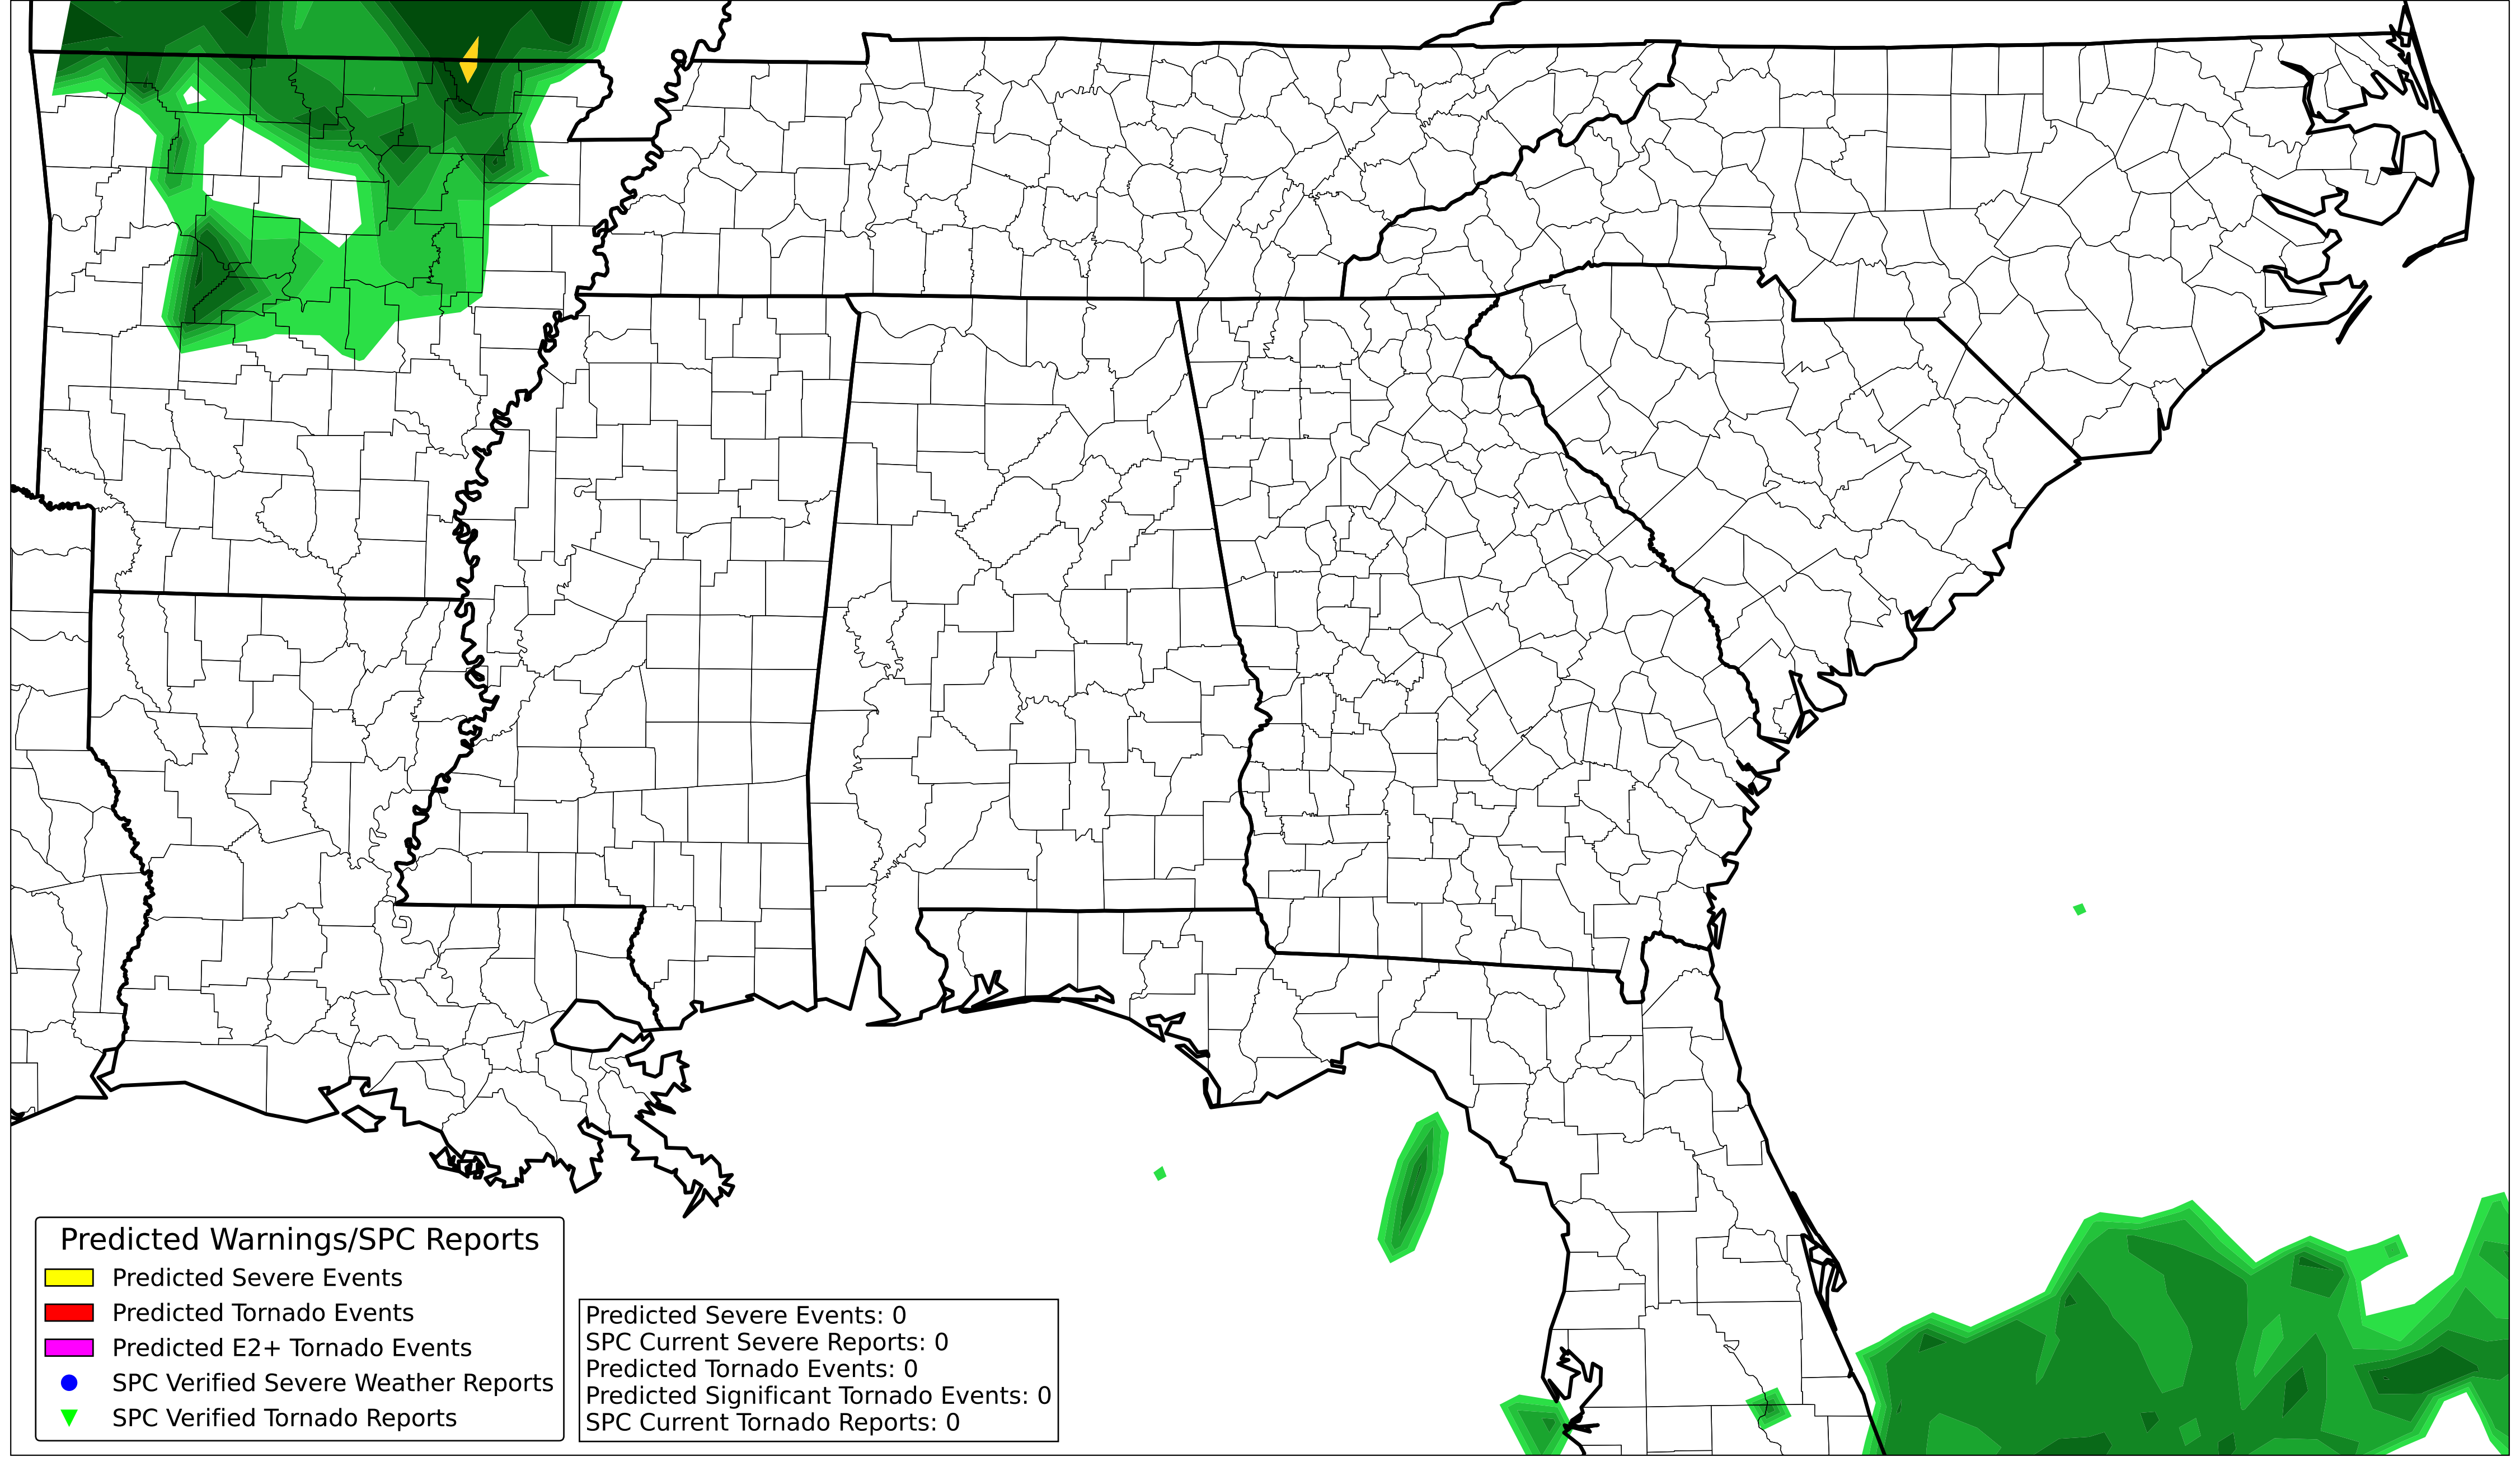 Predicted Warnings/SPC Reports
Predicted Severe Events
Predicted Tornado Events
Predicted E2+ Tornado Events
SPC Verified Severe Weather Reports
SPC Verified Tornado Reports
Predicted Severe Events: 0
SPC Current Severe Reports: 0
Predicted Tornado Events: 0
Predicted Significant Tornado Events: 0
SPC Current Tornado Reports: 0